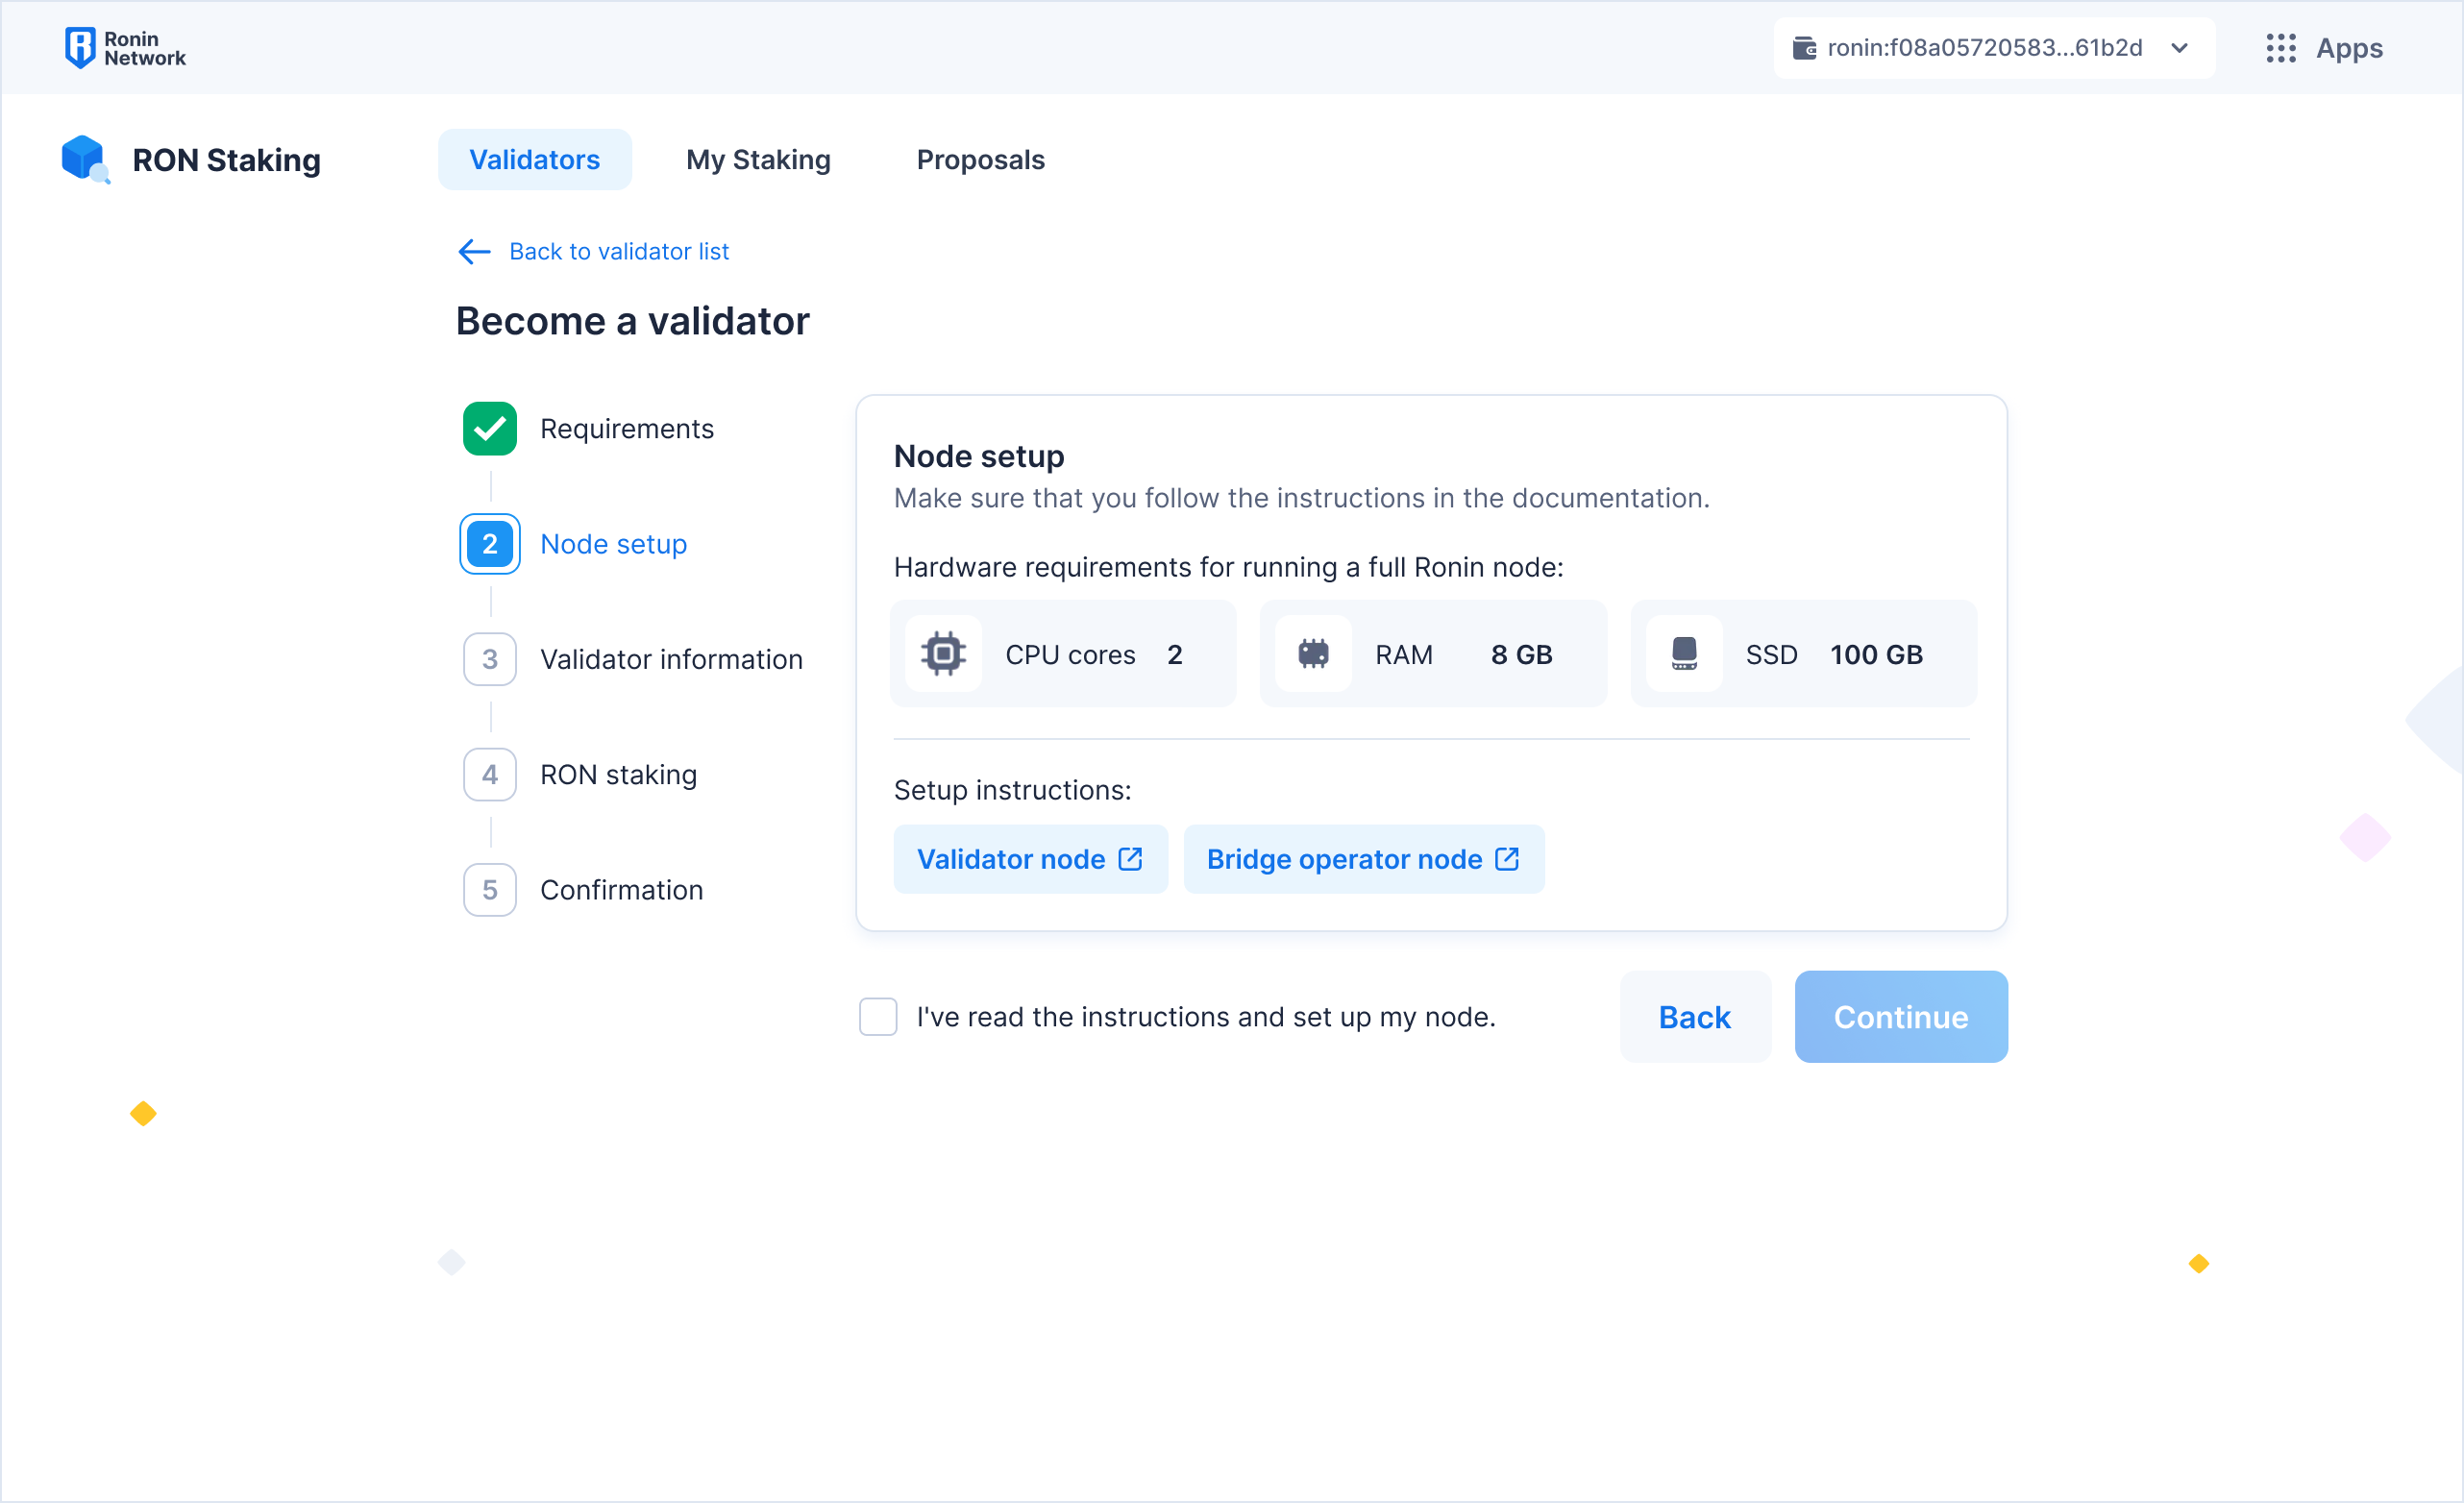 Ronin
Network
ronin:f08a05720583...61b2d
Apps
RON Staking
Validators
My Staking
Proposals
Back to validator list
Become a validator
Requirements
2 Node setup
3 Validator information
4 RON staking
5 Confirmation
Node setup
Make sure that you follow the instructions in the documentation.
Hardware requirements for running a full Ronin node:
CPU cores 2
RAM 8 GB
SSD 100 GB
Setup instructions:
Validator node
Bridge operator node
I've read the instructions and set up my node.
Back
Continue